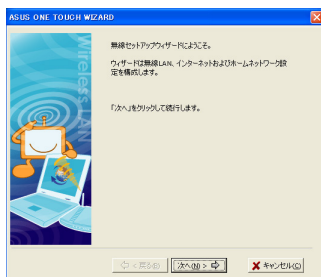 ASUS ONE TOUCH WIZARD
無線セットアップウィザードにようこそ。
ウィザードは無線LAN、インターネットおよびホームネットワーク設
定を構成します。
「次へ」をクリックして続行します。
Wireless LAN
< 戻る(B)
次へ(N) >
キャンセル(C)